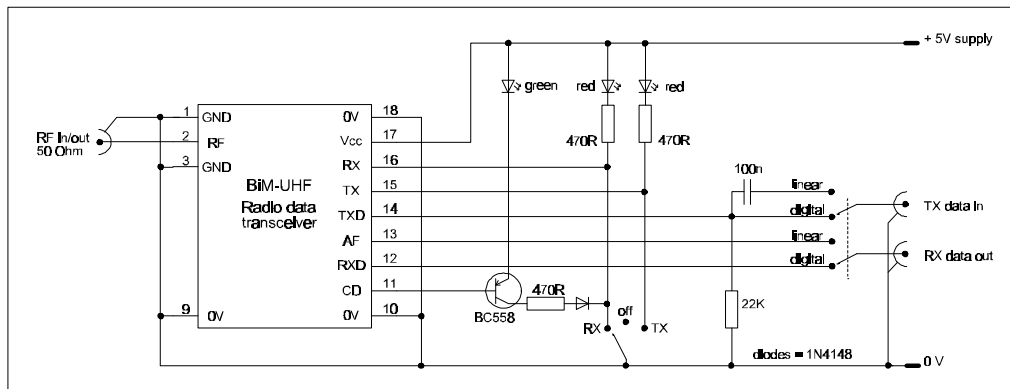 + 5V supply
green
red
red
1
GND
0V
18
RF In/out
50 Ohm
2
RF
Vcc
17
470R
470R
3
GND
RX
16
100n
linear
BiM-UHF
TX
15
Radio data
transceiver
TXD
14
digital
TX data In
AF
13
linear
RXD
12
digital
RX data out
CD
11
470R
BC558
22K
9
0V
0V
10
RX
off
TX
diodes = 1N4148
0 V